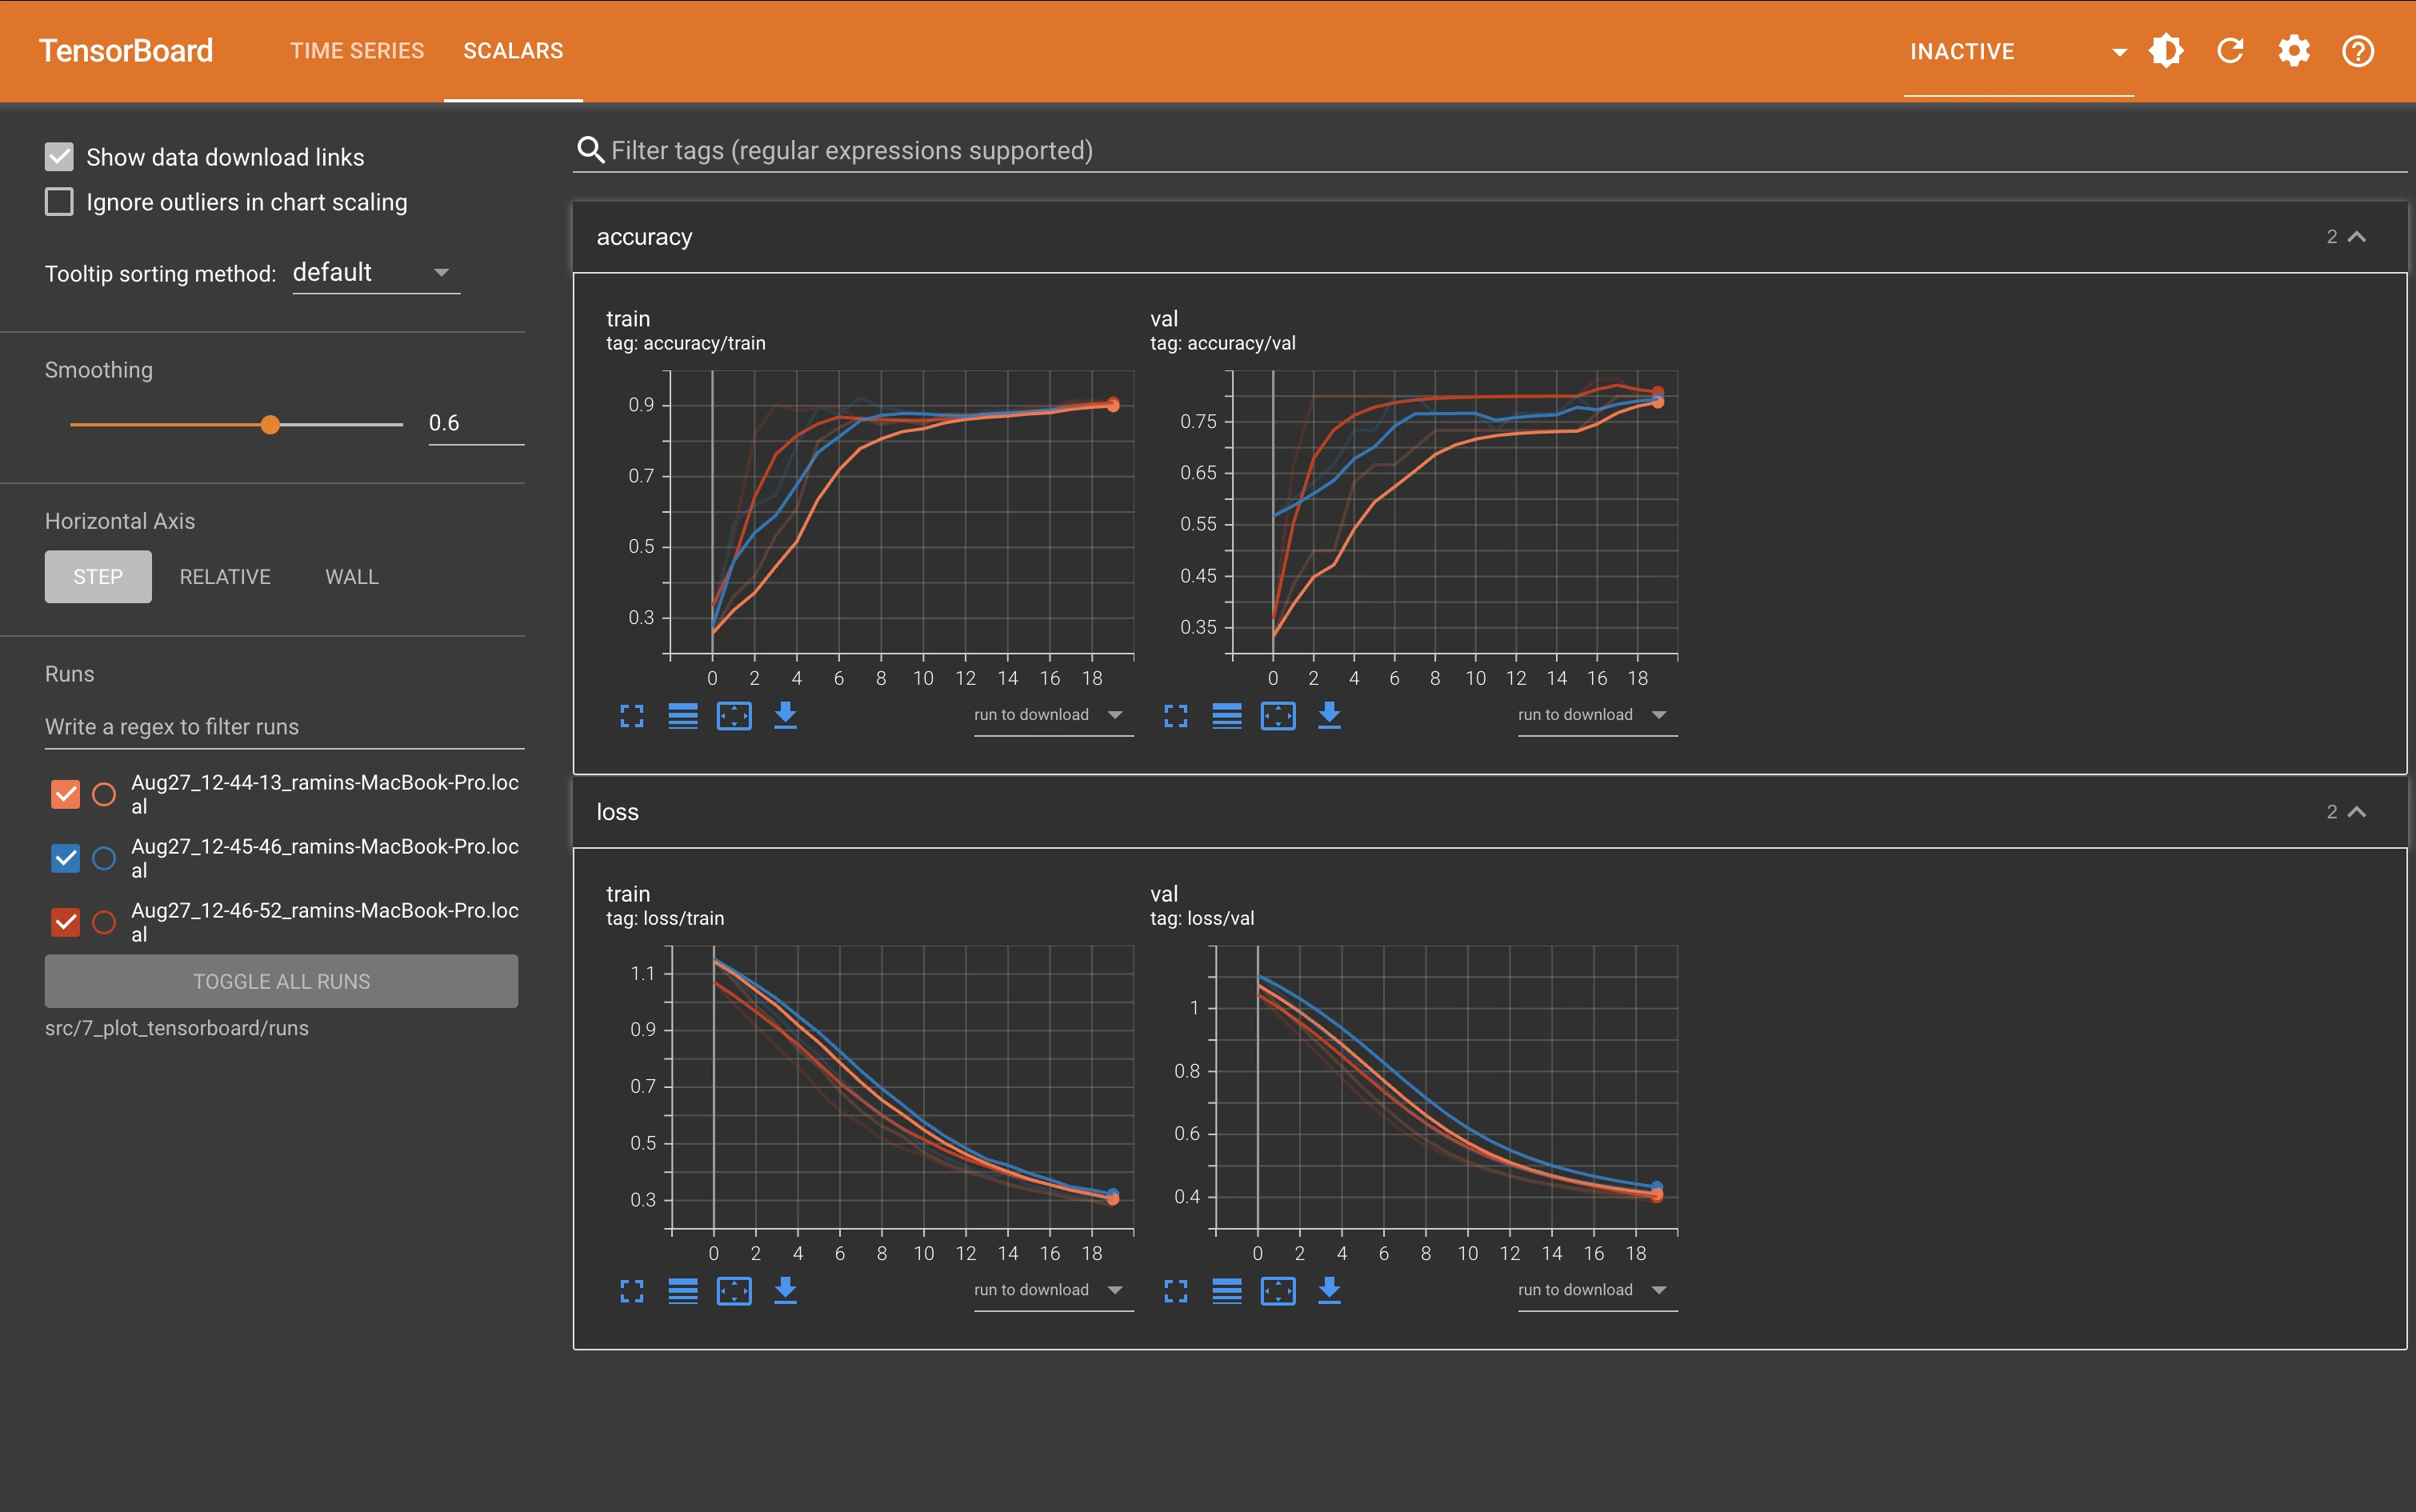 TensorBoard
TIME SERIES
SCALARS
INACTIVE
Show data download links
Ignore outliers in chart scaling
Tooltip sorting method: default
Smoothing
0.6
Horizontal Axis
STEP
RELATIVE
WALL
Runs
Write a regex to filter runs
Aug27_12-44-13_ramins-MacBook-Pro.loc
al
Aug27_12-45-46_ramins-MacBook-Pro.loc
al
Aug27_12-46-52_ramins-MacBook-Pro.loc
al
TOGGLE ALL RUNS
src/7_plot_tensorboard/runs
Filter tags (regular expressions supported)
accuracy
2
train
tag: accuracy/train
0.9
0.7
0.5
0.3
0 2 4 6 8 10 12 14 16 18
run to download
val
tag: accuracy/val
0.75
0.65
0.55
0.45
0.35
0 2 4 6 8 10 12 14 16 18
run to download
loss
2
train
tag: loss/train
1.1
0.9
0.7
0.5
0.3
0 2 4 6 8 10 12 14 16 18
run to download
val
tag: loss/val
1
0.8
0.6
0.4
0 2 4 6 8 10 12 14 16 18
run to download